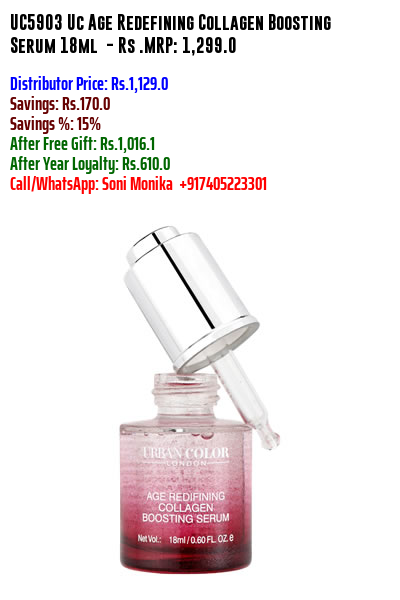 UC5903 Uc Age Redefining Collagen Boosting
Serum 18ml - Rs .MRP: 1,299.0
Distributor Price: Rs.1,129.0
Savings: Rs.170.0
Savings %: 15%
After Free Gift: Rs.1,016.1
After Year Loyalty: Rs.610.0
Call/WhatsApp: Soni Monika +917405223301
URBAN COLOR
LONDON
AGE REDIFINING
COLLAGEN
BOOSTING SERUM
Net Vol.: 18ml / 0.60 FL. OZ. e